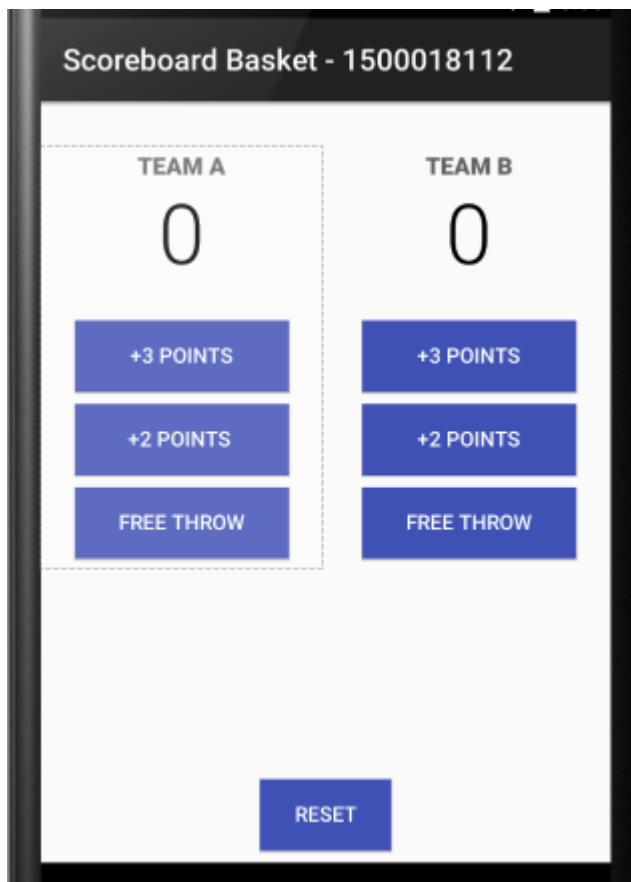 Scoreboard Basket - 1500018112
TEAM A
0
+3 POINTS
+2 POINTS
FREE THROW
TEAM B
0
+3 POINTS
+2 POINTS
FREE THROW
RESET